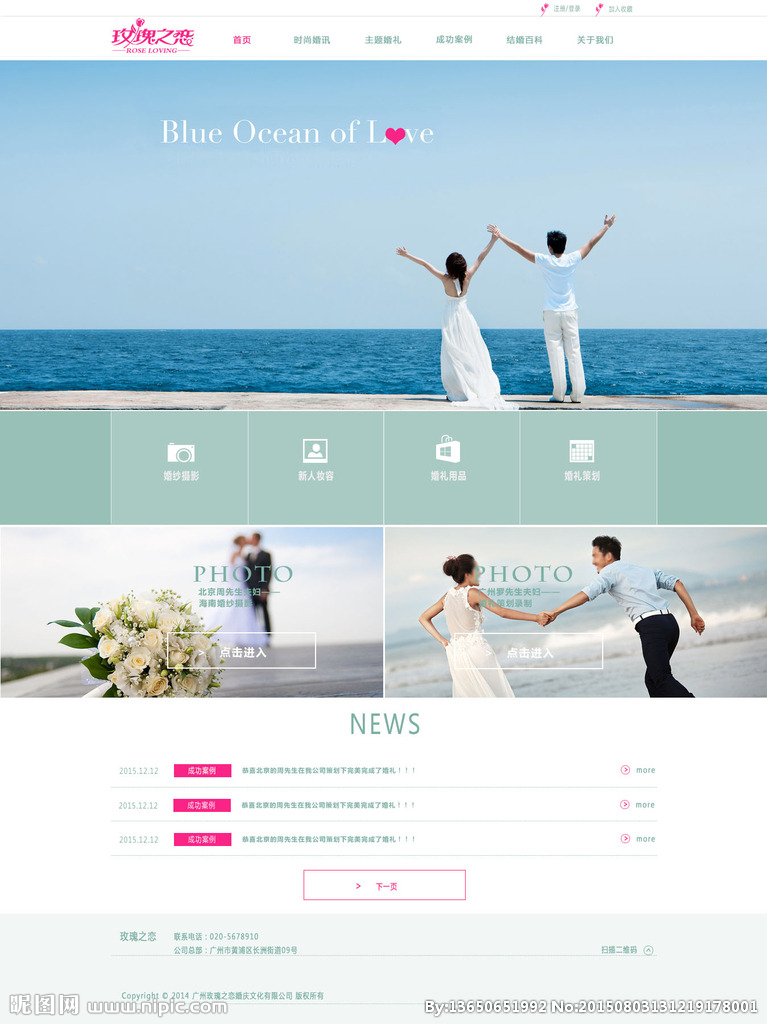 注册/登录 加入收藏
玫瑰之恋
ROSE LOVING
首页 时尚婚讯 主题婚礼 成功案例 结婚百科 关于我们
Blue Ocean of L ve
婚纱摄影 新人妆容 婚礼用品 婚礼策划
PHOTO
北京周先生夫妇——
海南婚纱摄影
> 点击进入
PHOTO
广州罗先生夫妇——
婚礼策划录制
> 点击进入
NEWS
2015.12.12 成功案例 恭喜北京的周先生在我公司策划下完美完成了婚礼！！！ > more
2015.12.12 成功案例 恭喜北京的周先生在我公司策划下完美完成了婚礼！！！ > more
2015.12.12 成功案例 恭喜北京的周先生在我公司策划下完美完成了婚礼！！！ > more
> 下一页
玫瑰之恋 联系电话：020-5678910
公司总部：广州市黄浦区长洲街道09号 扫描二维码
Copyright © 2014 广州玫瑰之恋婚庆文化有限公司 版权所有
昵图网 www.nipic.com By:13650651992 No:20150803131219178001